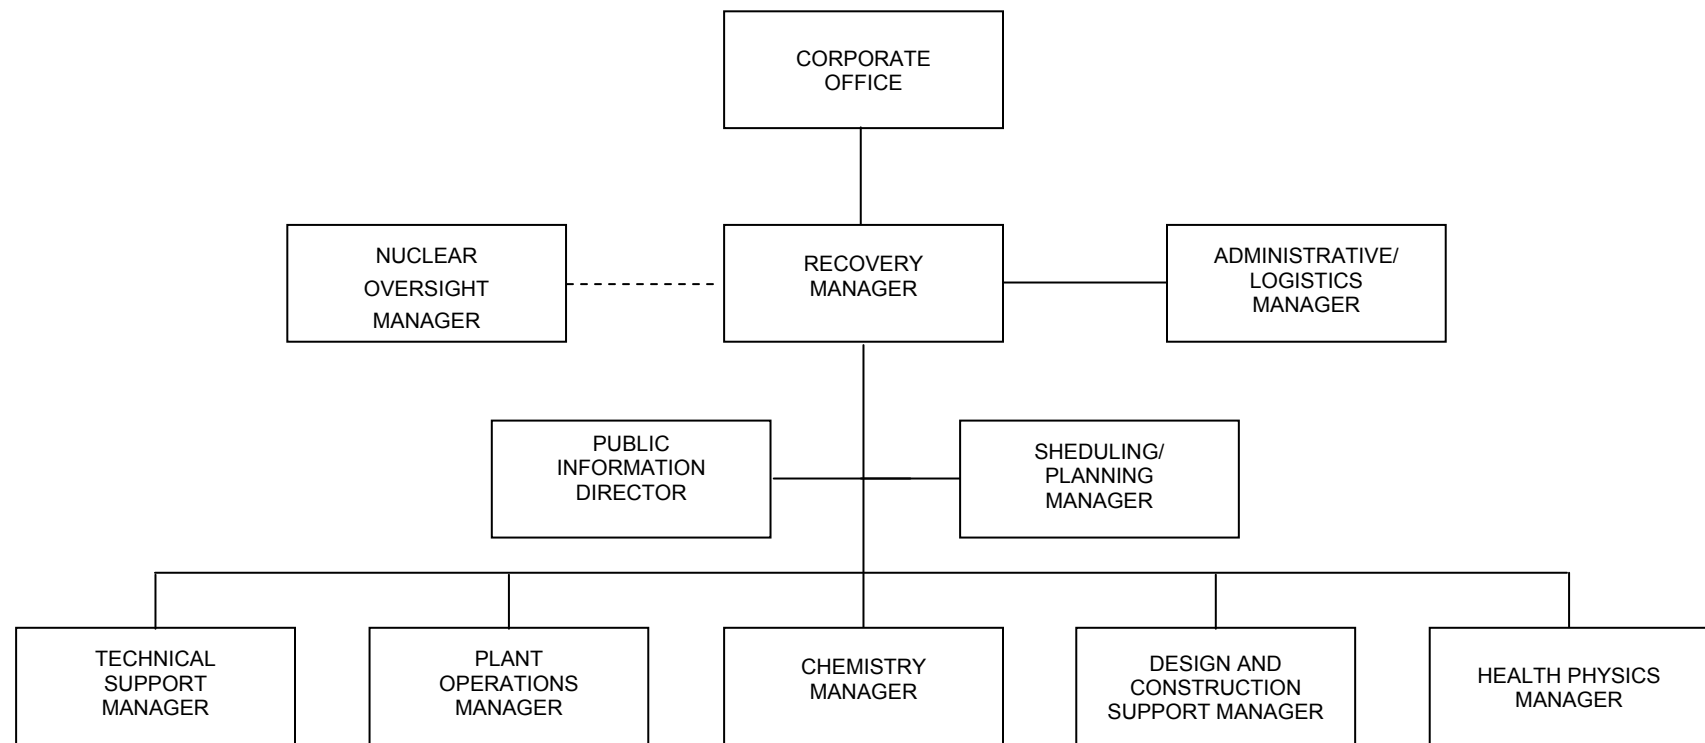 CORPORATE
OFFICE
NUCLEAR
OVERSIGHT
MANAGER
RECOVERY
MANAGER
ADMINISTRATIVE/
LOGISTICS
MANAGER
PUBLIC
INFORMATION
DIRECTOR
SHEDULING/
PLANNING
MANAGER
TECHNICAL
SUPPORT
MANAGER
PLANT
OPERATIONS
MANAGER
CHEMISTRY
MANAGER
DESIGN AND
CONSTRUCTION
SUPPORT MANAGER
HEALTH PHYSICS
MANAGER